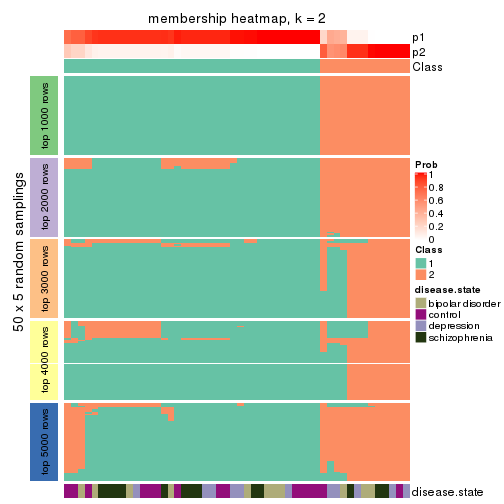 membership heatmap, k = 2
p1
p2
Class
50 x 5 random samplings
top 1000 rows
top 2000 rows
top 3000 rows
top 4000 rows
top 5000 rows
Prob
1
0.8
0.6
0.4
0.2
0
Class
1
2
disease.state
bipolar disorder
control
depression
schizophrenia
disease.state